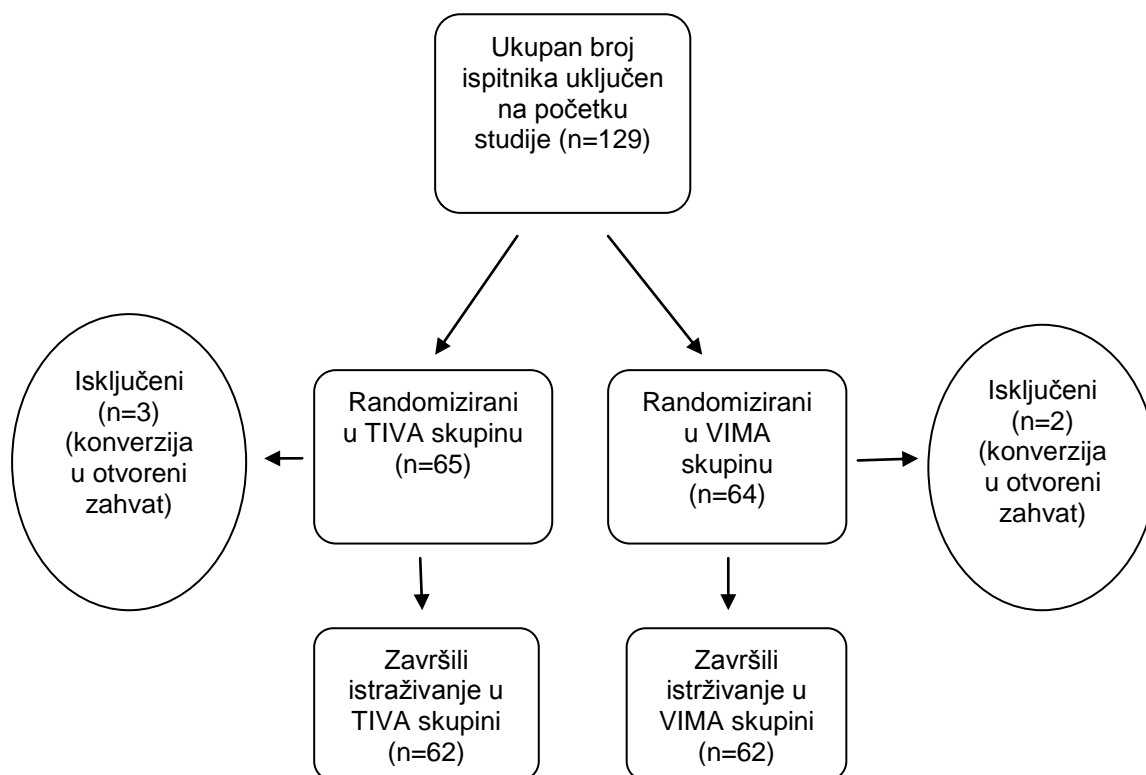 Ukupan broj
ispitnika uključen
na početku
studije (n=129)
Isključeni
(n=3)
(konverzija
u otvoreni
zahvat)
Randomizirani
u TIVA skupinu
(n=65)
Randomizirani
u VIMA
skupinu
(n=64)
Isključeni
(n=2)
(konverzija
u otvoreni
zahvat)
Završili
istraživanje u
TIVA skupini
(n=62)
Završili
istrživanje u
VIMA skupini
(n=62)